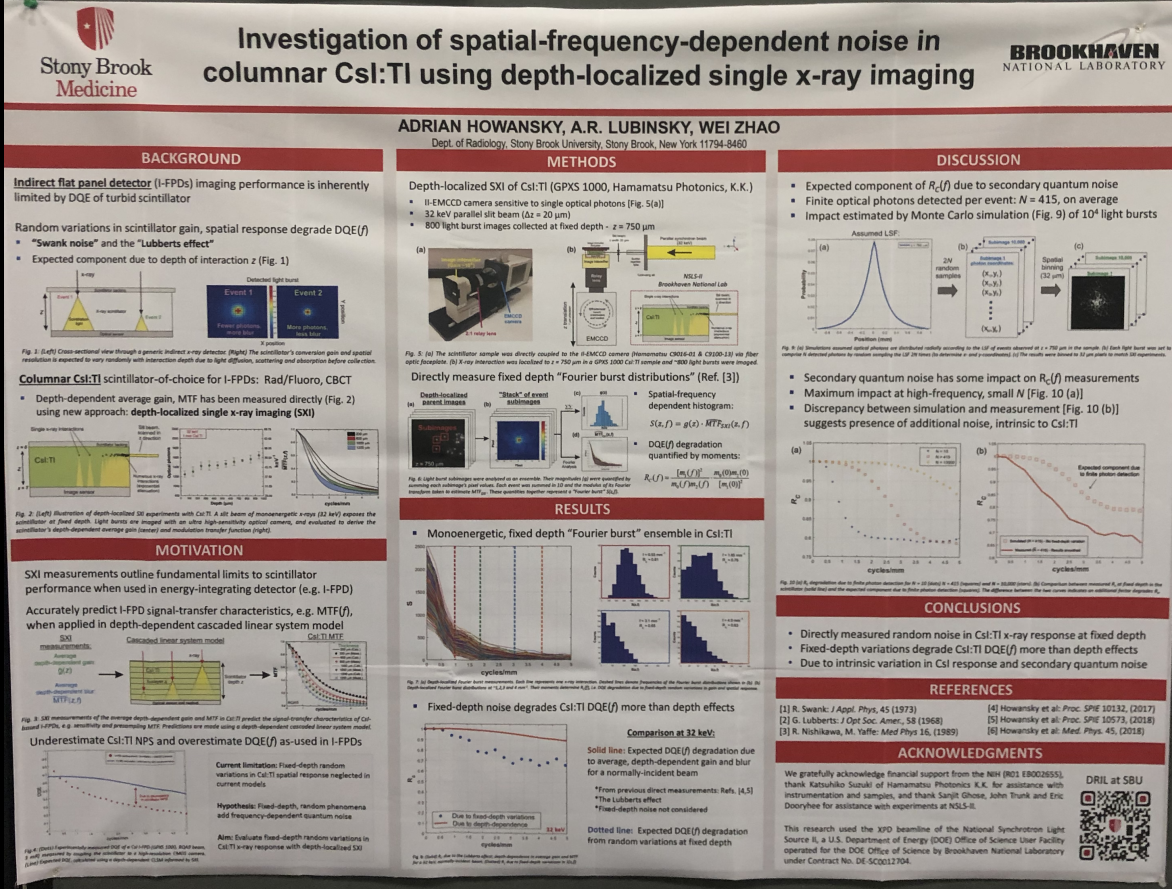 Stony Brook
Medicine
Investigation of spatial-frequency-dependent noise in
columnar CsI:Tl using depth-localized single x-ray imaging
BROOKHAVEN
NATIONAL LABORATORY
ADRIAN HOWANSKY, A.R. LUBINSKY, WEI ZHAO
Dept. of Radiology, Stony Brook University, Stony Brook, New York 11794-8460
BACKGROUND
Indirect flat panel detector (I-FPDs) imaging performance is inherently
limited by DQE of turbid scintillator
Random variations in scintillator gain, spatial response degrade DQE(f)
▪ "Swank noise" and the "Lubberts effect"
▪ Expected component due to depth of interaction z (Fig. 1)
x-ray
Event 1
Event 2
Detected light burst
Event 1
Event 2
Fewer photons,
more blur
More photons,
less blur
X position
Y position
Fig. 1: (Left) Cross-sectional view through a generic indirect x-ray detector. (Right) The scintillator's conversion gain and spatial
resolution is expected to vary randomly with interaction depth due to light diffusion, scattering and absorption before collection.
Columnar CsI:Tl scintillator-of-choice for I-FPDs: Rad/Fluoro, CBCT
▪ Depth-dependent average gain, MTF has been measured directly (Fig. 2)
using new approach: depth-localized single x-ray imaging (SXI)
Single x-ray interactions
CsI:Tl
Image sensor
cycles/mm
Fig. 2: (Left) Illustration of depth-localized SXI experiments with CsI:Tl. A slit beam of monoenergetic x-rays (32 keV) exposes the
scintillator at fixed depth. Light bursts are imaged with an ultra high-sensitivity optical camera, and evaluated to derive the
scintillator's depth-dependent average gain (center) and modulation transfer function (right).
MOTIVATION
SXI measurements outline fundamental limits to scintillator
performance when used in energy-integrating detector (e.g. I-FPD)
Accurately predict I-FPD signal-transfer characteristics, e.g. MTF(f),
when applied in depth-dependent cascaded linear system model
SXI
measurements:
Average
depth-dependent gain
g(z)
Average
depth-dependent blur
MTF(z,f)
Cascaded linear system model
CsI:Tl MTF
Fig. 3: SXI measurements of the average depth-dependent gain and MTF in CsI:Tl predict the signal-transfer characteristics of CsI-
based I-FPDs, e.g. sensitivity and presampling MTF. Predictions are made using a depth-dependent cascaded linear system model.
Underestimate CsI:Tl NPS and overestimate DQE(f) as-used in I-FPDs
cycles/mm
Current limitation: Fixed-depth random
variations in CsI:Tl spatial response neglected in
current models
Hypothesis: Fixed-depth, random phenomena
add frequency-dependent quantum noise
Aim: Evaluate fixed-depth random variations in
CsI:Tl x-ray response with depth-localized SXI
METHODS
Depth-localized SXI of CsI:Tl (GPXS 1000, Hamamatsu Photonics, K.K.)
▪ II-EMCCD camera sensitive to single optical photons [Fig. 5(a)]
▪ 32 keV parallel slit beam (Δz = 20 μm)
▪ 800 light burst images collected at fixed depth - z = 750 μm
(a)
2:1 relay lens
EMCCD
camera
(b)
Parallel synchrotron beam
NSLS-II
Brookhaven National Lab
EMCCD
CsI:Tl
Fig. 5: (a) The scintillator sample was directly coupled to the II-EMCCD camera (Hamamatsu C9016-01 & C9100-13) via fiber
optic faceplate. (b) X-ray interaction was localized to z = 750 μm in a GPXS 1000 CsI:Tl sample and ~800 light bursts were imaged.
Directly measure fixed depth "Fourier burst distributions" (Ref. [3])
(a)
Depth-localized
parent images
Subimages
z = 750 μm
(b)
"Stack" of event
subimages
(c)
(d)
▪ Spatial-frequency
dependent histogram:
S(z, f) = g(z) · MTF_SXI(z, f)
▪ DQE(f) degradation
quantified by moments:
R_C(f) = [m₁(f)]² / m₀(f)m₂(f) · m₀(0)m₂(0) / [m₁(0)]²
Fig. 6: Light burst subimages were analyzed as an ensemble. Their magnitudes (g) were quantified by
summing each subimage's pixel values. Each event was summed in 1D and the modulus of its Fourier
transform taken to estimate MTF_SXI. These quantities together represent a "Fourier burst" S(z,f).
RESULTS
▪ Monoenergetic, fixed depth "Fourier burst" ensemble in CsI:Tl
S
cycles/mm
▪ Fixed-depth noise degrades CsI:Tl DQE(f) more than depth effects
Due to fixed-depth variations
Due to depth-dependence
32 keV
cycles/mm
Comparison at 32 keV:
Solid line: Expected DQE(f) degradation due
to average, depth-dependent gain and blur
for a normally-incident beam
*From previous direct measurements: Refs. [4,5]
*The Lubberts effect
*Fixed-depth noise not considered
Dotted line: Expected DQE(f) degradation
from random variations at fixed depth
DISCUSSION
▪ Expected component of R_C(f) due to secondary quantum noise
▪ Finite optical photons detected per event: N = 415, on average
▪ Impact estimated by Monte Carlo simulation (Fig. 9) of 10⁴ light bursts
(a)
Assumed LSF:
Probability
Position (mm)
2N
random
samples
(b)
Subimage 10,000
Subimage 1
(c)
Spatial
binning
(32 μm)
Subimage 10,000
Subimage 1
▪ Secondary quantum noise has some impact on R_C(f) measurements
▪ Maximum impact at high-frequency, small N [Fig. 10 (a)]
▪ Discrepancy between simulation and measurement [Fig. 10 (b)]
suggests presence of additional noise, intrinsic to CsI:Tl
(a)
R_C
cycles/mm
(b)
Expected component due
to finite photon detection
R_C
cycles/mm
CONCLUSIONS
• Directly measured random noise in CsI:Tl x-ray response at fixed depth
• Fixed-depth variations degrade CsI:Tl DQE(f) more than depth effects
• Due to intrinsic variation in CsI response and secondary quantum noise
REFERENCES
[1] R. Swank: J Appl. Phys, 45 (1973)
[2] G. Lubberts: J Opt Soc. Amer., 58 (1968)
[3] R. Nishikawa, M. Yaffe: Med Phys 16, (1989)
[4] Howansky et al: Proc. SPIE 10132, (2017)
[5] Howansky et al: Proc. SPIE 10573, (2018)
[6] Howansky et al: Med. Phys. 45, (2018)
ACKNOWLEDGMENTS
We gratefully acknowledge financial support from the NIH (R01 EB002655),
thank Katsuhiko Suzuki of Hamamatsu Photonics K.K. for assistance with
instrumentation and samples, and thank Sanjit Ghose, John Trunk and Eric
Dooryhee for assistance with experiments at NSLS-II.
This research used the XPD beamline of the National Synchrotron Light
Source II, a U.S. Department of Energy (DOE) Office of Science User Facility
operated for the DOE Office of Science by Brookhaven National Laboratory
under Contract No. DE-SC0012704.
DRIL at SBU